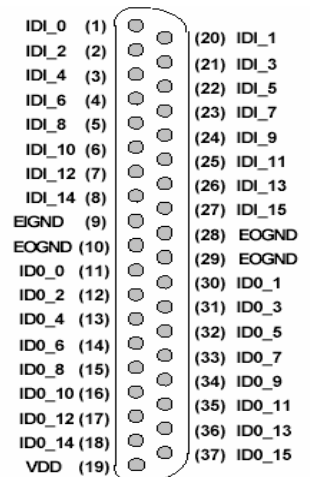 IDI_0 (1)
IDI_2 (2)
IDI_4 (3)
IDI_6 (4)
IDI_8 (5)
IDI_10 (6)
IDI_12 (7)
IDI_14 (8)
EIGND (9)
EOGND (10)
ID0_0 (11)
ID0_2 (12)
ID0_4 (13)
ID0_6 (14)
ID0_8 (15)
ID0_10 (16)
ID0_12 (17)
ID0_14 (18)
VDD (19)
(20) IDI_1
(21) IDI_3
(22) IDI_5
(23) IDI_7
(24) IDI_9
(25) IDI_11
(26) IDI_13
(27) IDI_15
(28) EOGND
(29) EOGND
(30) ID0_1
(31) ID0_3
(32) ID0_5
(33) ID0_7
(34) ID0_9
(35) ID0_11
(36) ID0_13
(37) ID0_15